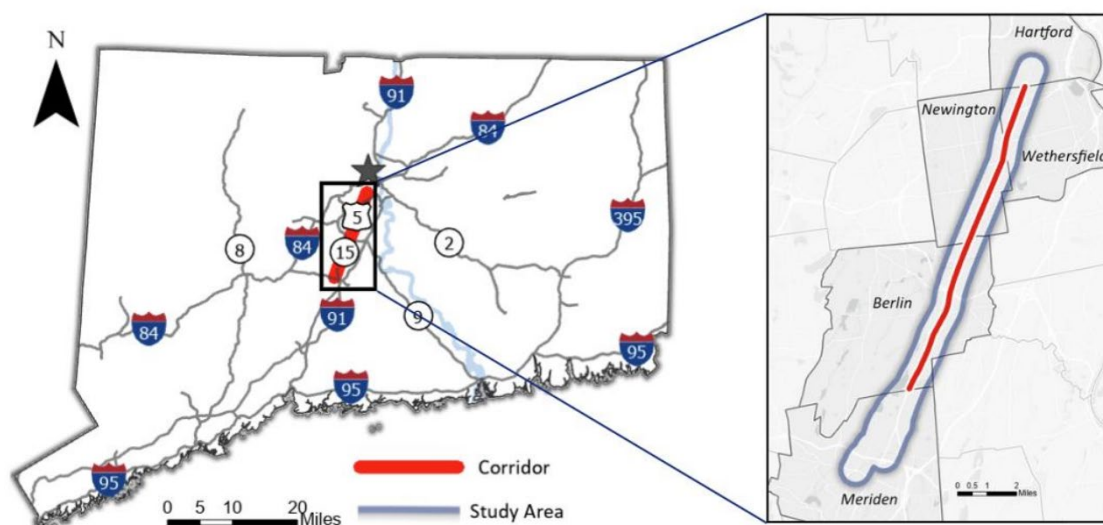 N
91
84
5
395
8
84
15
2
91
9
84
95
95
95
Corridor
Study Area
0 5 10 20
Miles
Hartford
Newington
Wethersfield
Berlin
Meriden
0 0.5 1 2
Miles